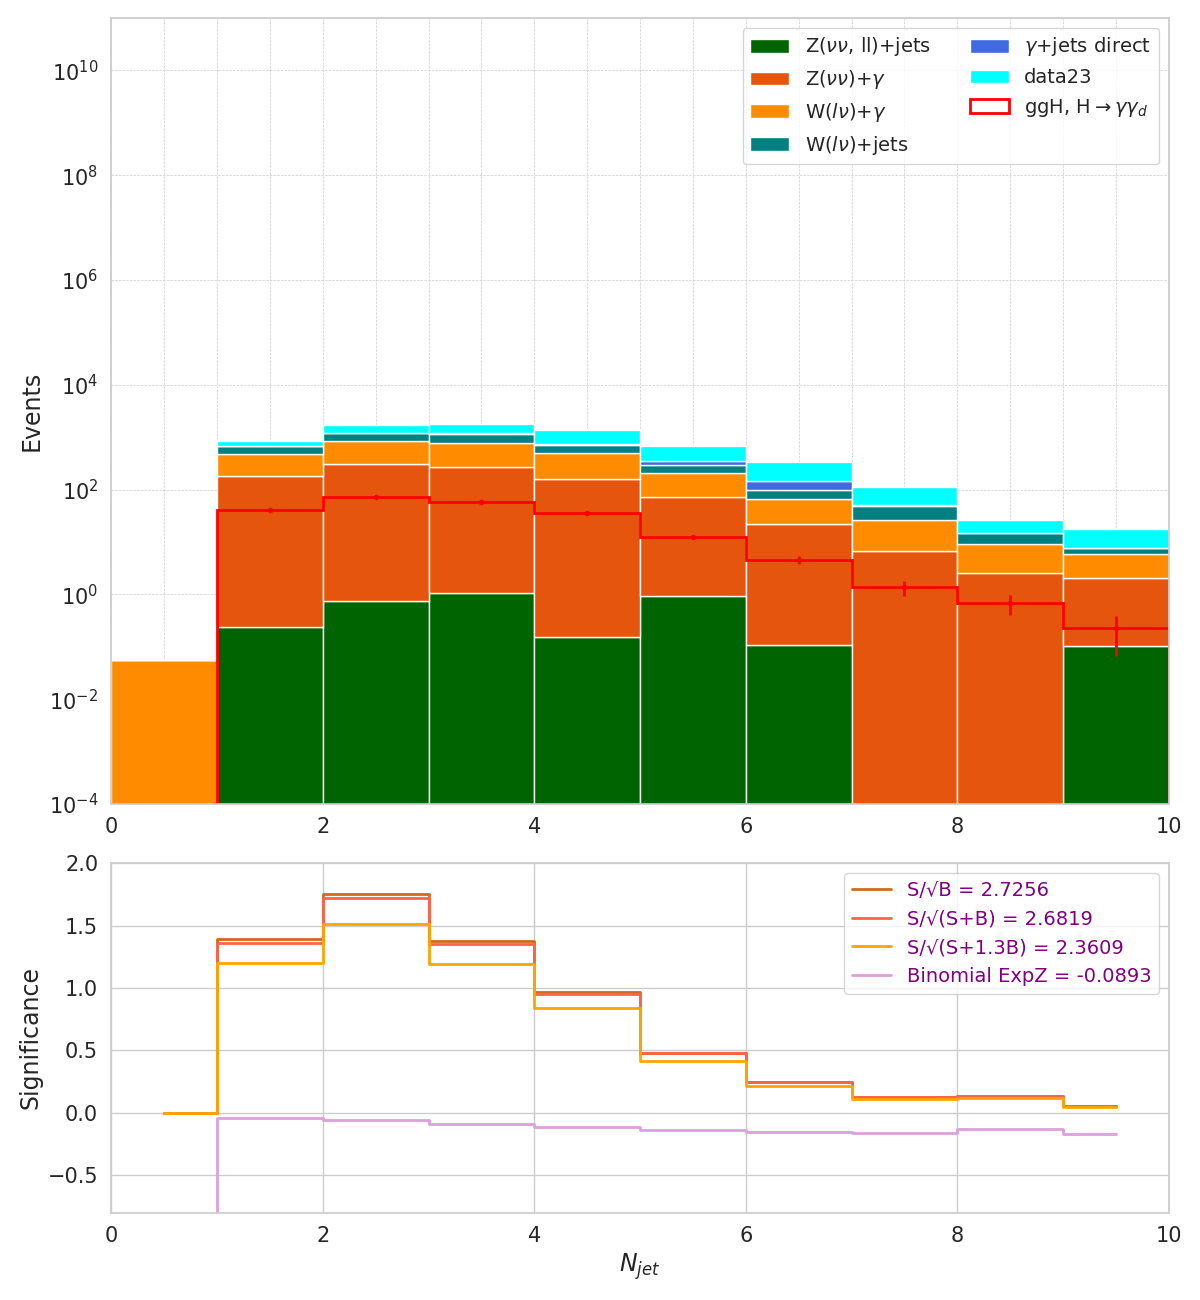 Z(νν, ll)+jets
Z(νν)+γ
W(lν)+γ
W(lν)+jets
γ+jets direct
data23
ggH, H→γγd
Events
10^10
10^8
10^6
10^4
10^2
10^0
10^−2
10^−4
0 2 4 6 8 10
S/√B = 2.7256
S/√(S+B) = 2.6819
S/√(S+1.3B) = 2.3609
Binomial ExpZ = -0.0893
Significance
2.0
1.5
1.0
0.5
0.0
−0.5
0 2 4 6 8 10
Njet